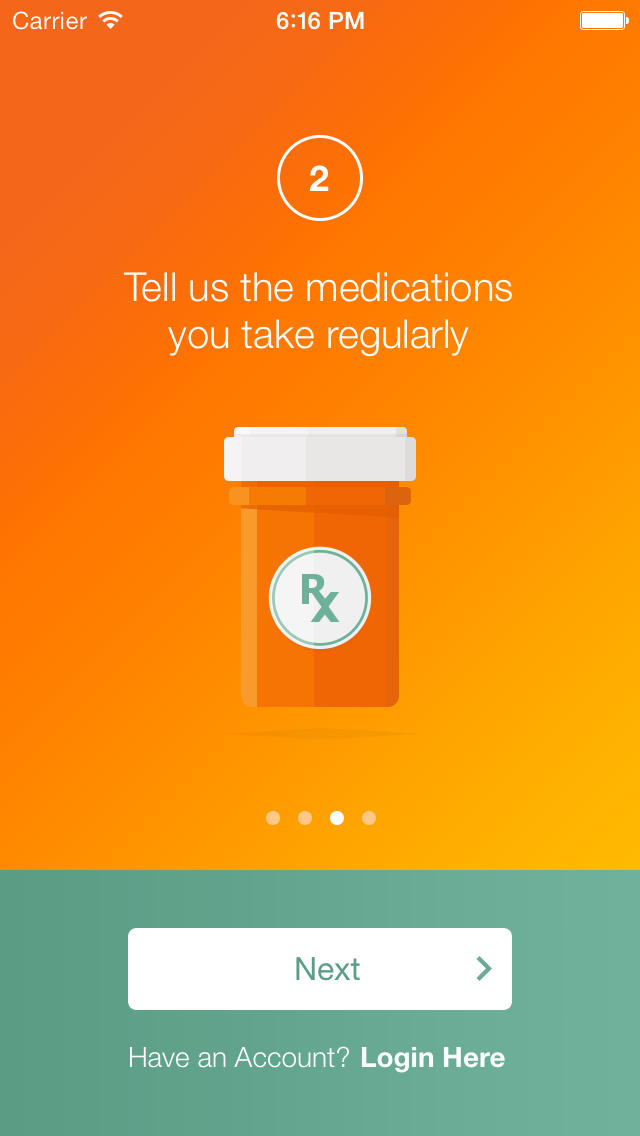 Carrier 6:16 PM
2
Tell us the medications
you take regularly
Rx
Next
Have an Account? Login Here